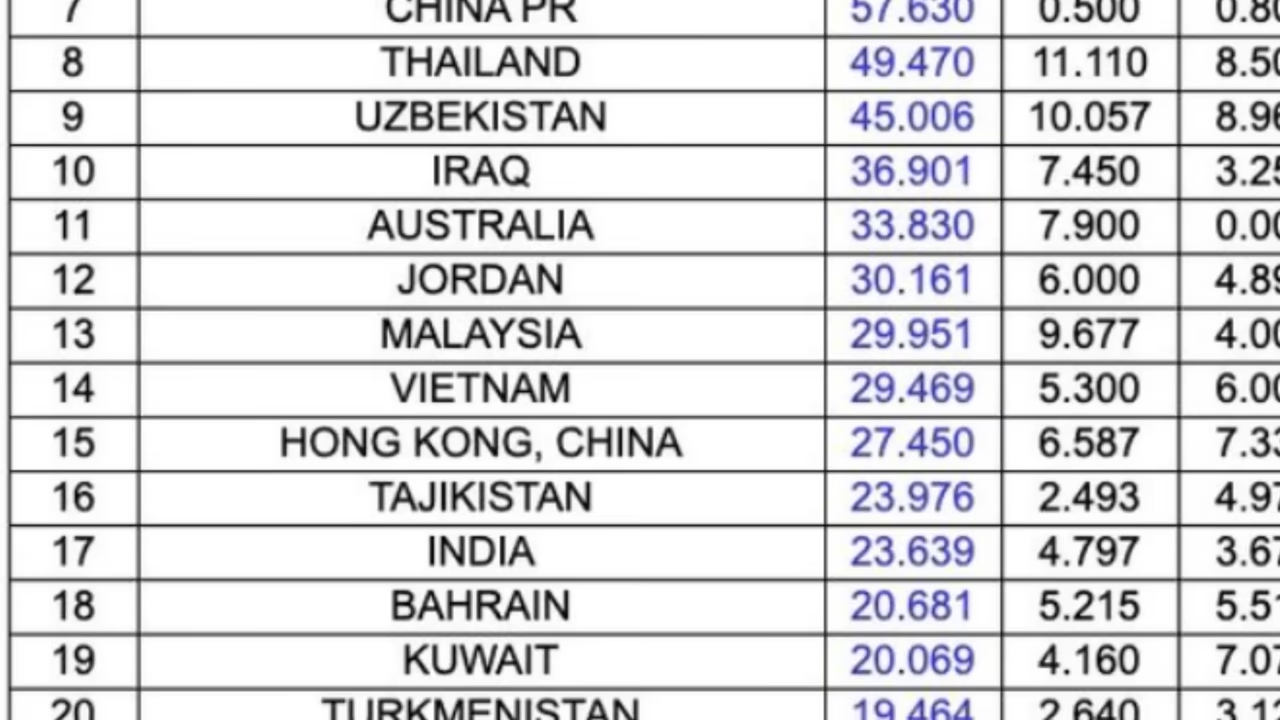 7 CHINA PR 57.630 0.500 0.80
8 THAILAND 49.470 11.110 8.50
9 UZBEKISTAN 45.006 10.057 8.96
10 IRAQ 36.901 7.450 3.25
11 AUSTRALIA 33.830 7.900 0.00
12 JORDAN 30.161 6.000 4.89
13 MALAYSIA 29.951 9.677 4.00
14 VIETNAM 29.469 5.300 6.00
15 HONG KONG, CHINA 27.450 6.587 7.33
16 TAJIKISTAN 23.976 2.493 4.97
17 INDIA 23.639 4.797 3.67
18 BAHRAIN 20.681 5.215 5.51
19 KUWAIT 20.069 4.160 7.07
20 TURKMENISTAN 19.464 2.640 3.1